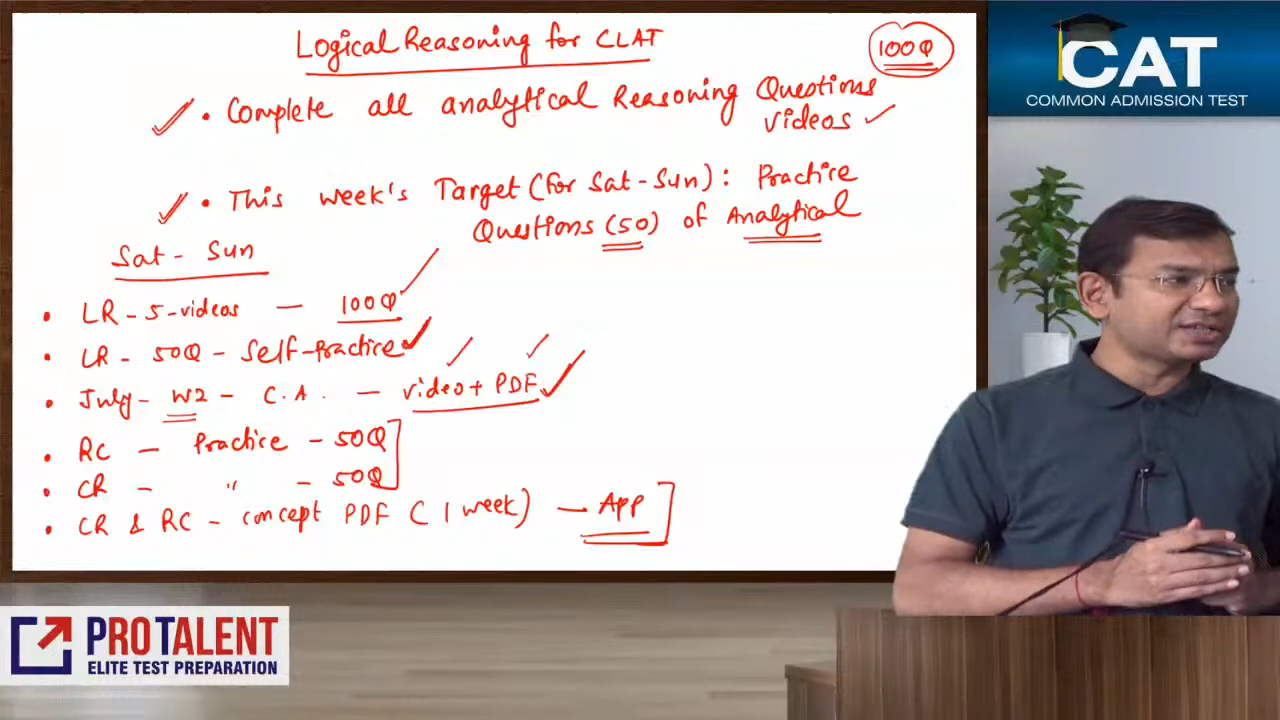 Logical Reasoning for CLAT
100Q
• Complete all analytical Reasoning Questions
videos
• This week's Target (for Sat-Sun): Practice
Questions (50) of Analytical
Sat - Sun
• LR - 5 - videos — 100Q
• LR - 50Q - Self-Practice
• July - W2 - C.A. — video + PDF
• RC — Practice - 50Q
• CR — " - 50Q
• CR & RC - concept PDF ( 1 week) — App
CAT
COMMON ADMISSION TEST
PROTALENT
ELITE TEST PREPARATION